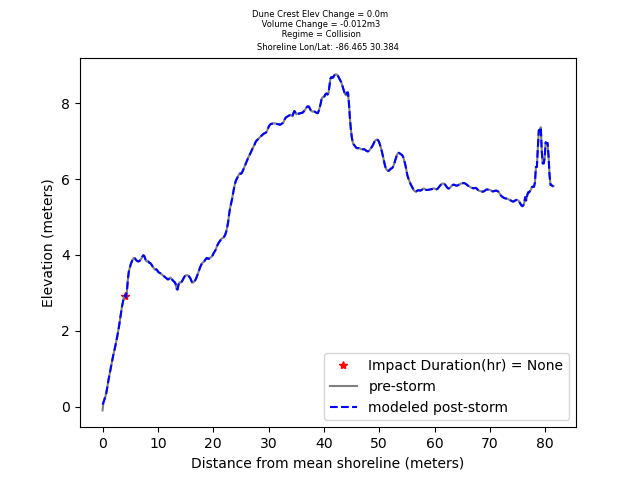 Dune Crest Elev Change = 0.0m
Volume Change = -0.012m3
Regime = Collision
Shoreline Lon/Lat: -86.465 30.384
8
6
4
2
0
Elevation (meters)
Impact Duration(hr) = None
pre-storm
modeled post-storm
0 10 20 30 40 50 60 70 80
Distance from mean shoreline (meters)